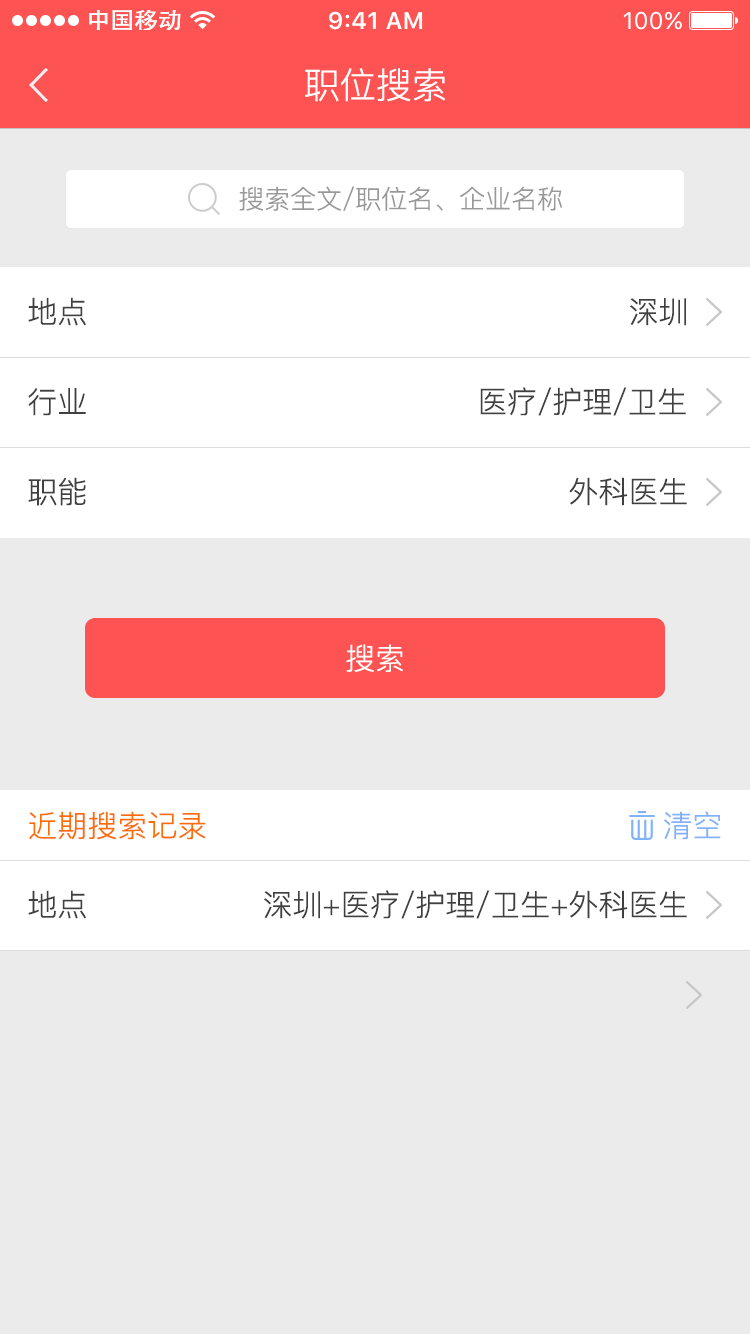 中国移动 9:41 AM 100%
职位搜索
搜索全文/职位名、企业名称
地点 深圳
行业 医疗/护理/卫生
职能 外科医生
搜索
近期搜索记录 清空
地点 深圳+医疗/护理/卫生+外科医生